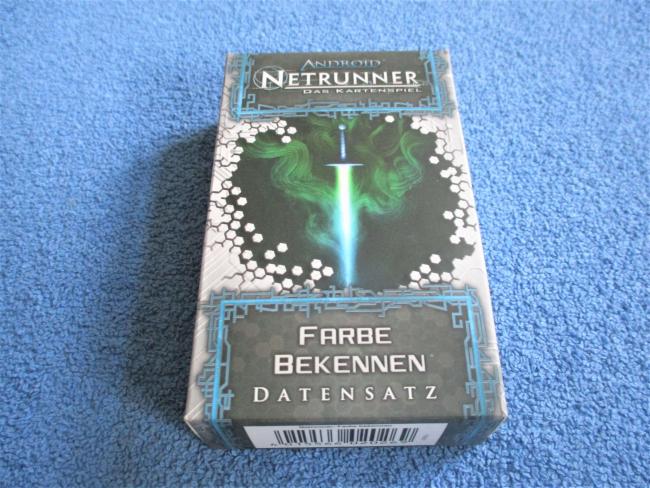 ANDROID
NETRUNNER
DAS KARTENSPIEL
FARBE
BEKENNEN
DATENSATZ